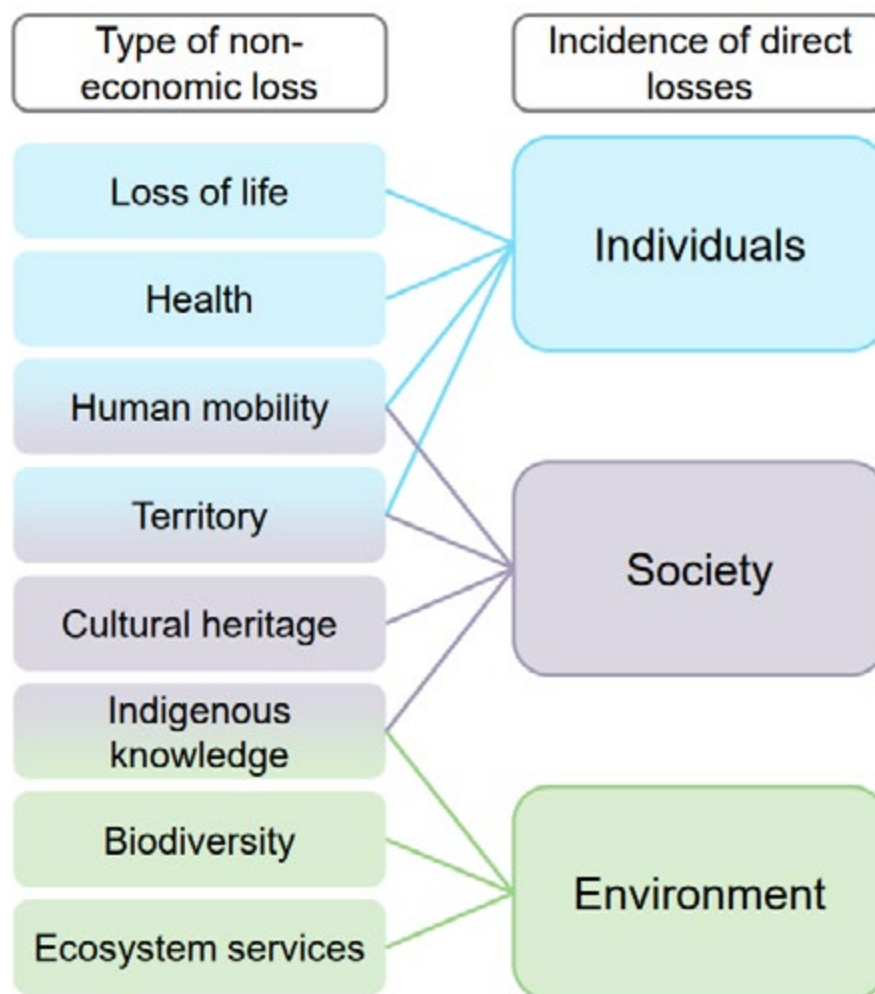 Type of non-
economic loss
Incidence of direct
losses
Loss of life
Health
Human mobility
Territory
Cultural heritage
Indigenous
knowledge
Biodiversity
Ecosystem services
Individuals
Society
Environment